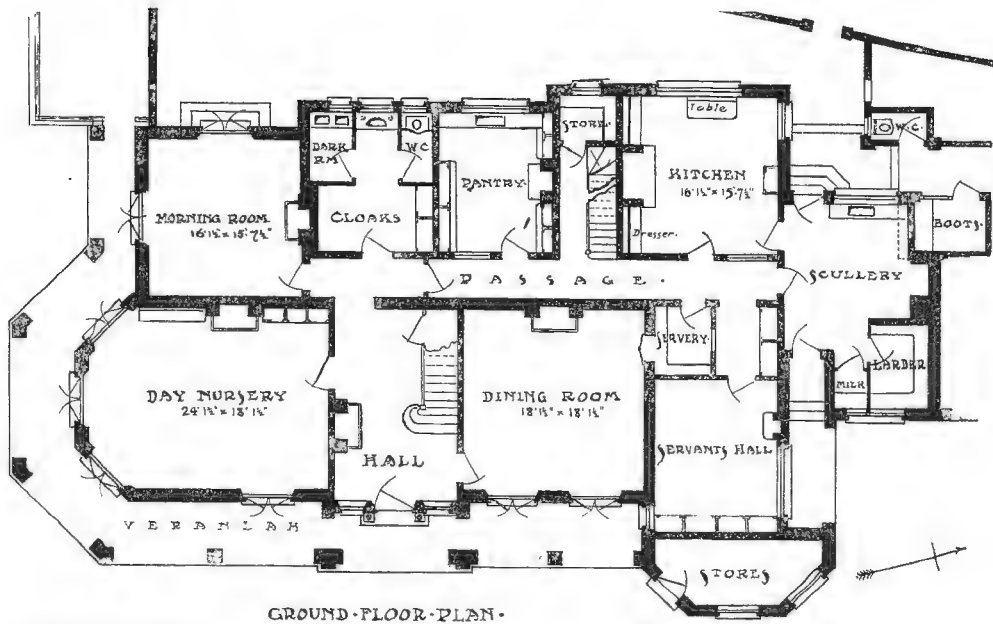 Table
W.C.
STORE.
DARK
RM
WC
PANTRY.
KITCHEN
16'1½" × 15'7½"
MORNING ROOM
16'1½" × 15'7½"
CLOAKS
Dresser.
BOOTS.
PASSAGE.
SCULLERY
SERVERY.
LARDER
MILK
DAY NURSERY
24'1½" × 18'1½"
DINING ROOM
18'1½" × 18'1½"
HALL
SERVANTS HALL
VERANDAH
STORES
GROUND·FLOOR·PLAN·